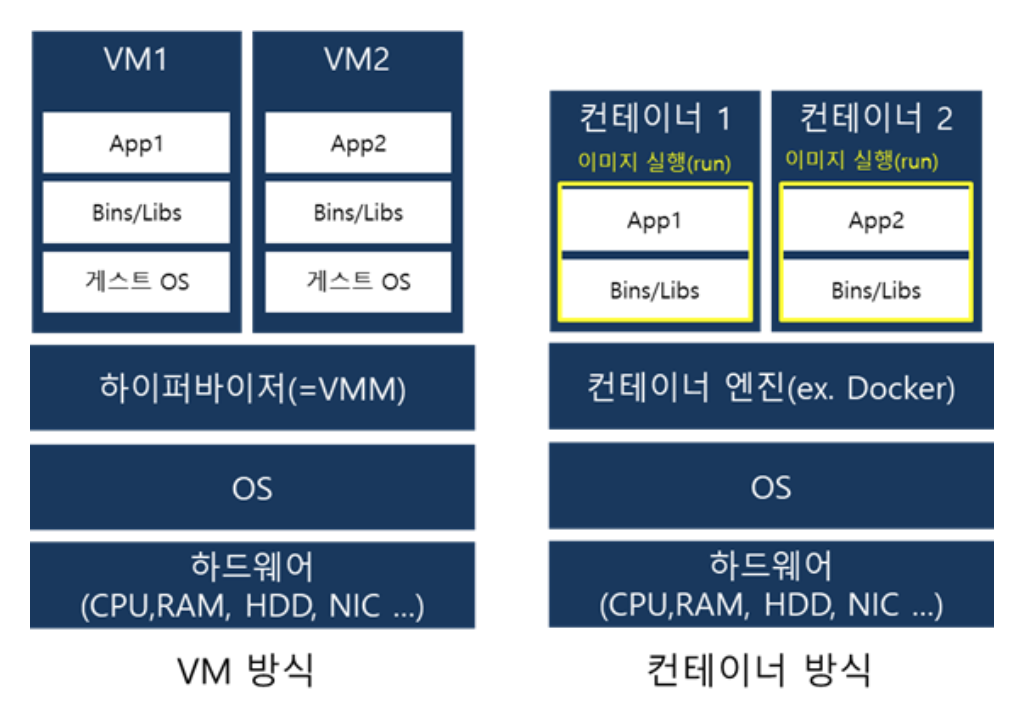 VM1
App1
Bins/Libs
게스트 OS
VM2
App2
Bins/Libs
게스트 OS
하이퍼바이저(=VMM)
OS
하드웨어
(CPU,RAM, HDD, NIC ...)
VM 방식
컨테이너 1
이미지 실행(run)
App1
Bins/Libs
컨테이너 2
이미지 실행(run)
App2
Bins/Libs
컨테이너 엔진(ex. Docker)
OS
하드웨어
(CPU,RAM, HDD, NIC ...)
컨테이너 방식